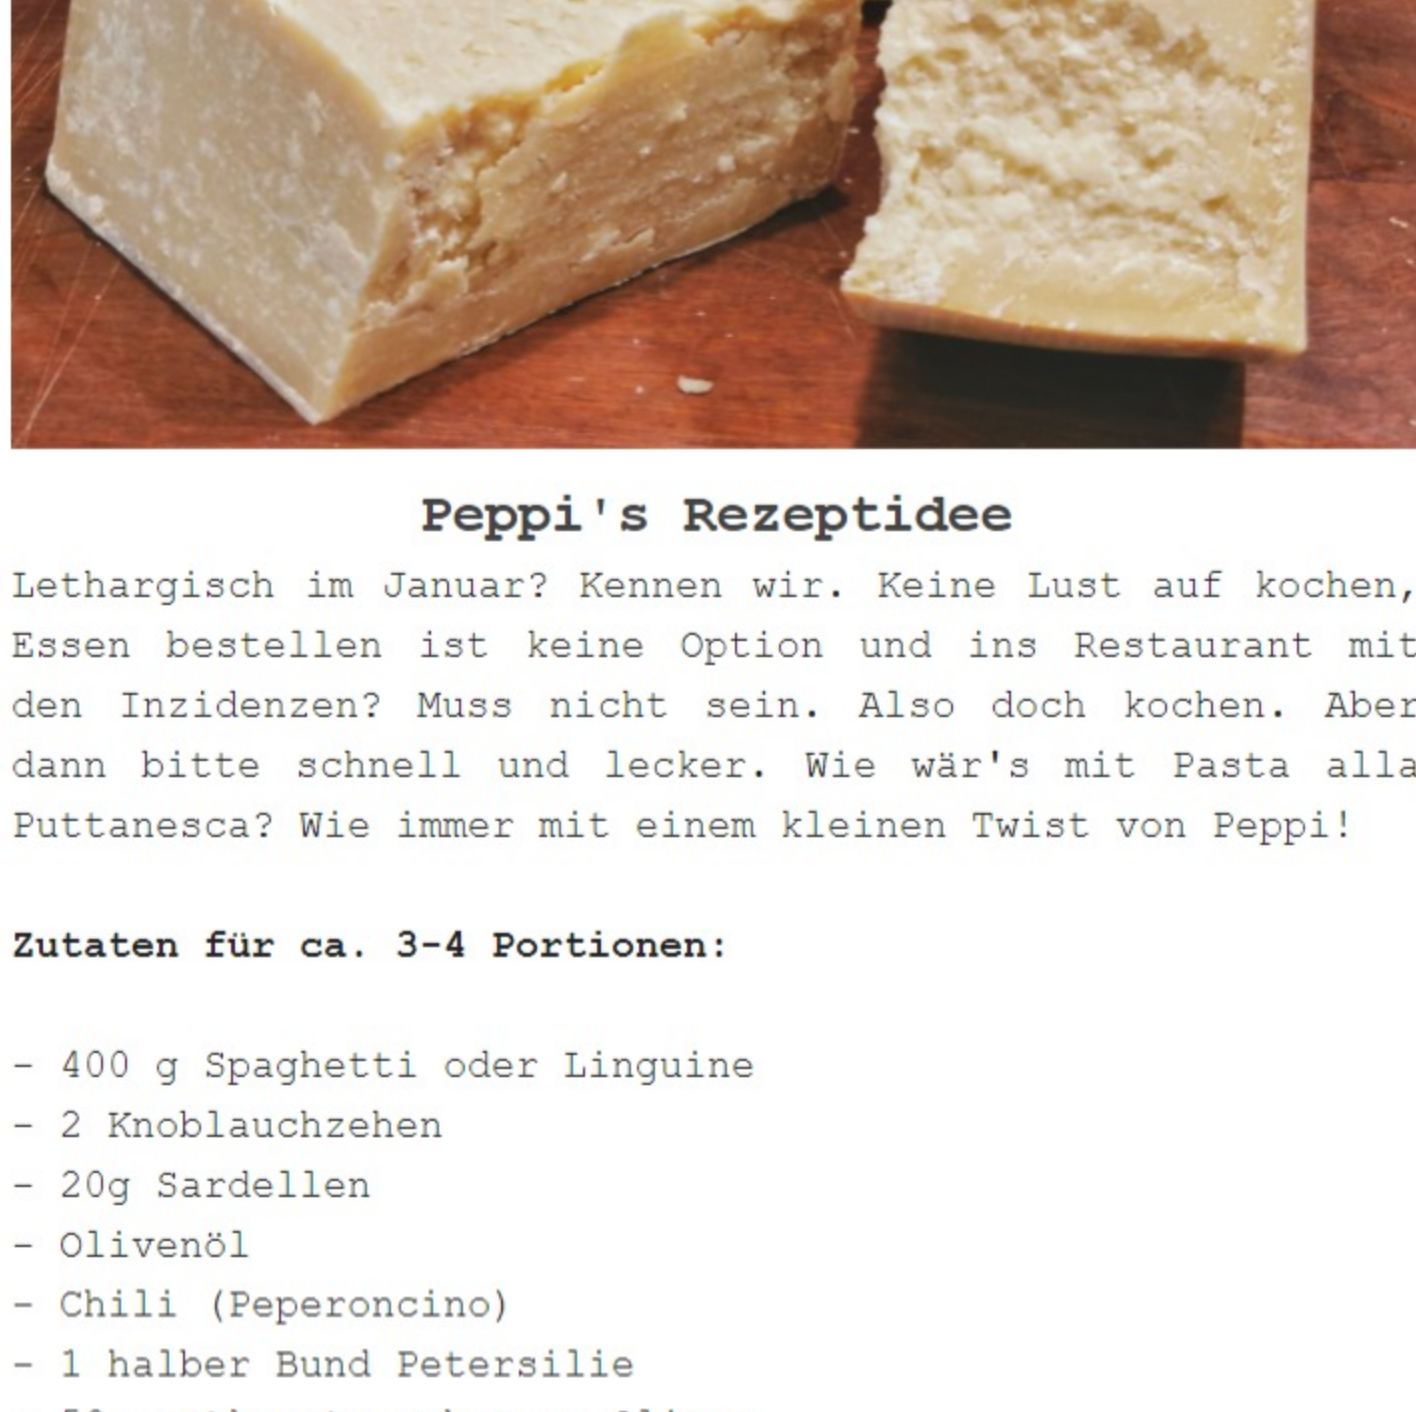 Peppi's Rezeptidee
Lethargisch im Januar? Kennen wir. Keine Lust auf kochen,
Essen bestellen ist keine Option und ins Restaurant mit
den Inzidenzen? Muss nicht sein. Also doch kochen. Aber
dann bitte schnell und lecker. Wie wär's mit Pasta alla
Puttanesca? Wie immer mit einem kleinen Twist von Peppi!
Zutaten für ca. 3-4 Portionen:
- 400 g Spaghetti oder Linguine
- 2 Knoblauchzehen
- 20g Sardellen
- Olivenöl
- Chili (Peperoncino)
- 1 halber Bund Petersilie